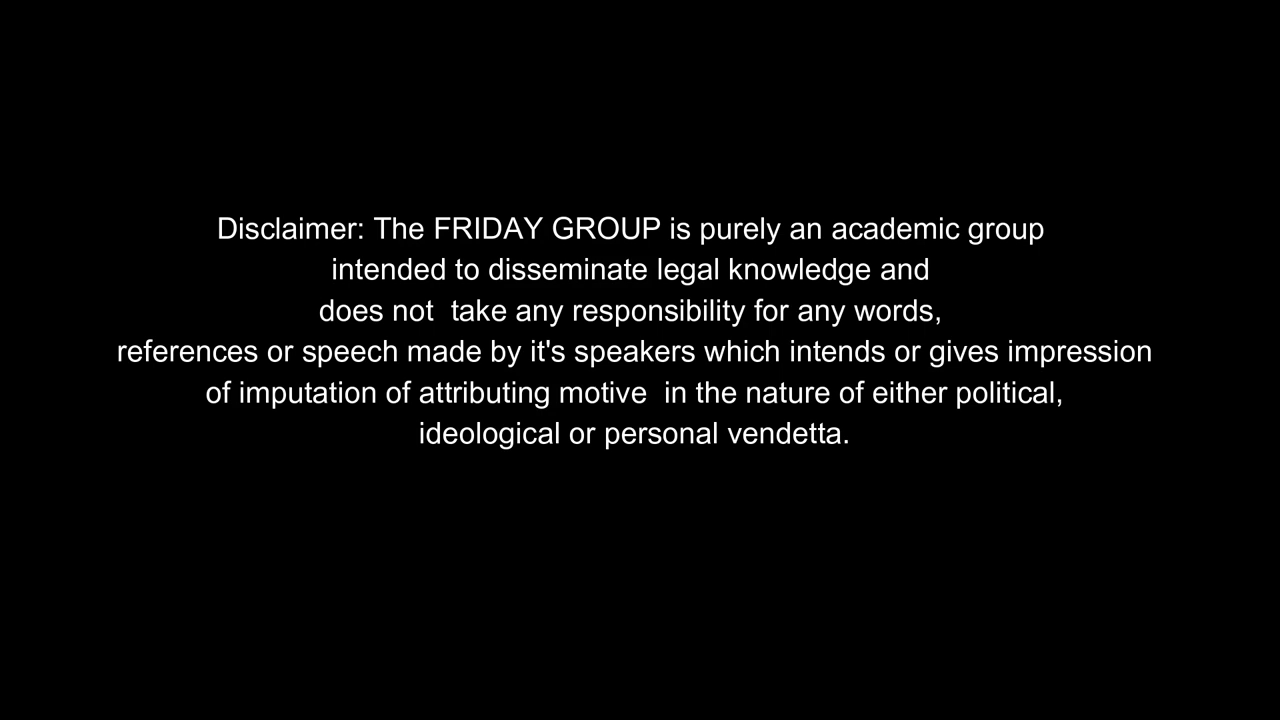 Disclaimer: The FRIDAY GROUP is purely an academic group
intended to disseminate legal knowledge and
does not  take any responsibility for any words,
references or speech made by it's speakers which intends or gives impression
of imputation of attributing motive  in the nature of either political,
ideological or personal vendetta.